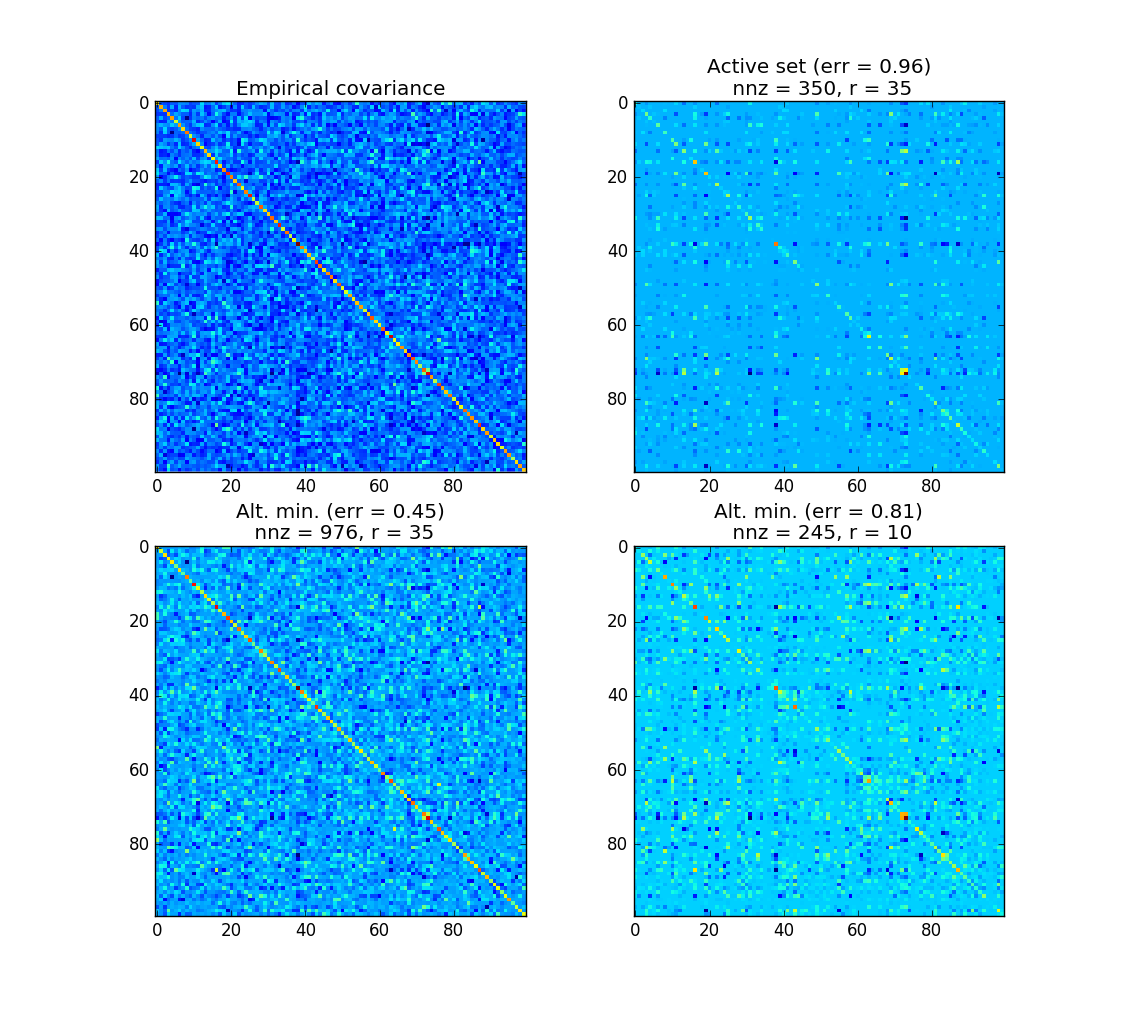 Empirical covariance
0
20
40
60
80
0 20 40 60 80
Active set (err = 0.96)
nnz = 350, r = 35
0
20
40
60
80
0 20 40 60 80
Alt. min. (err = 0.45)
nnz = 976, r = 35
0
20
40
60
80
0 20 40 60 80
Alt. min. (err = 0.81)
nnz = 245, r = 10
0
20
40
60
80
0 20 40 60 80